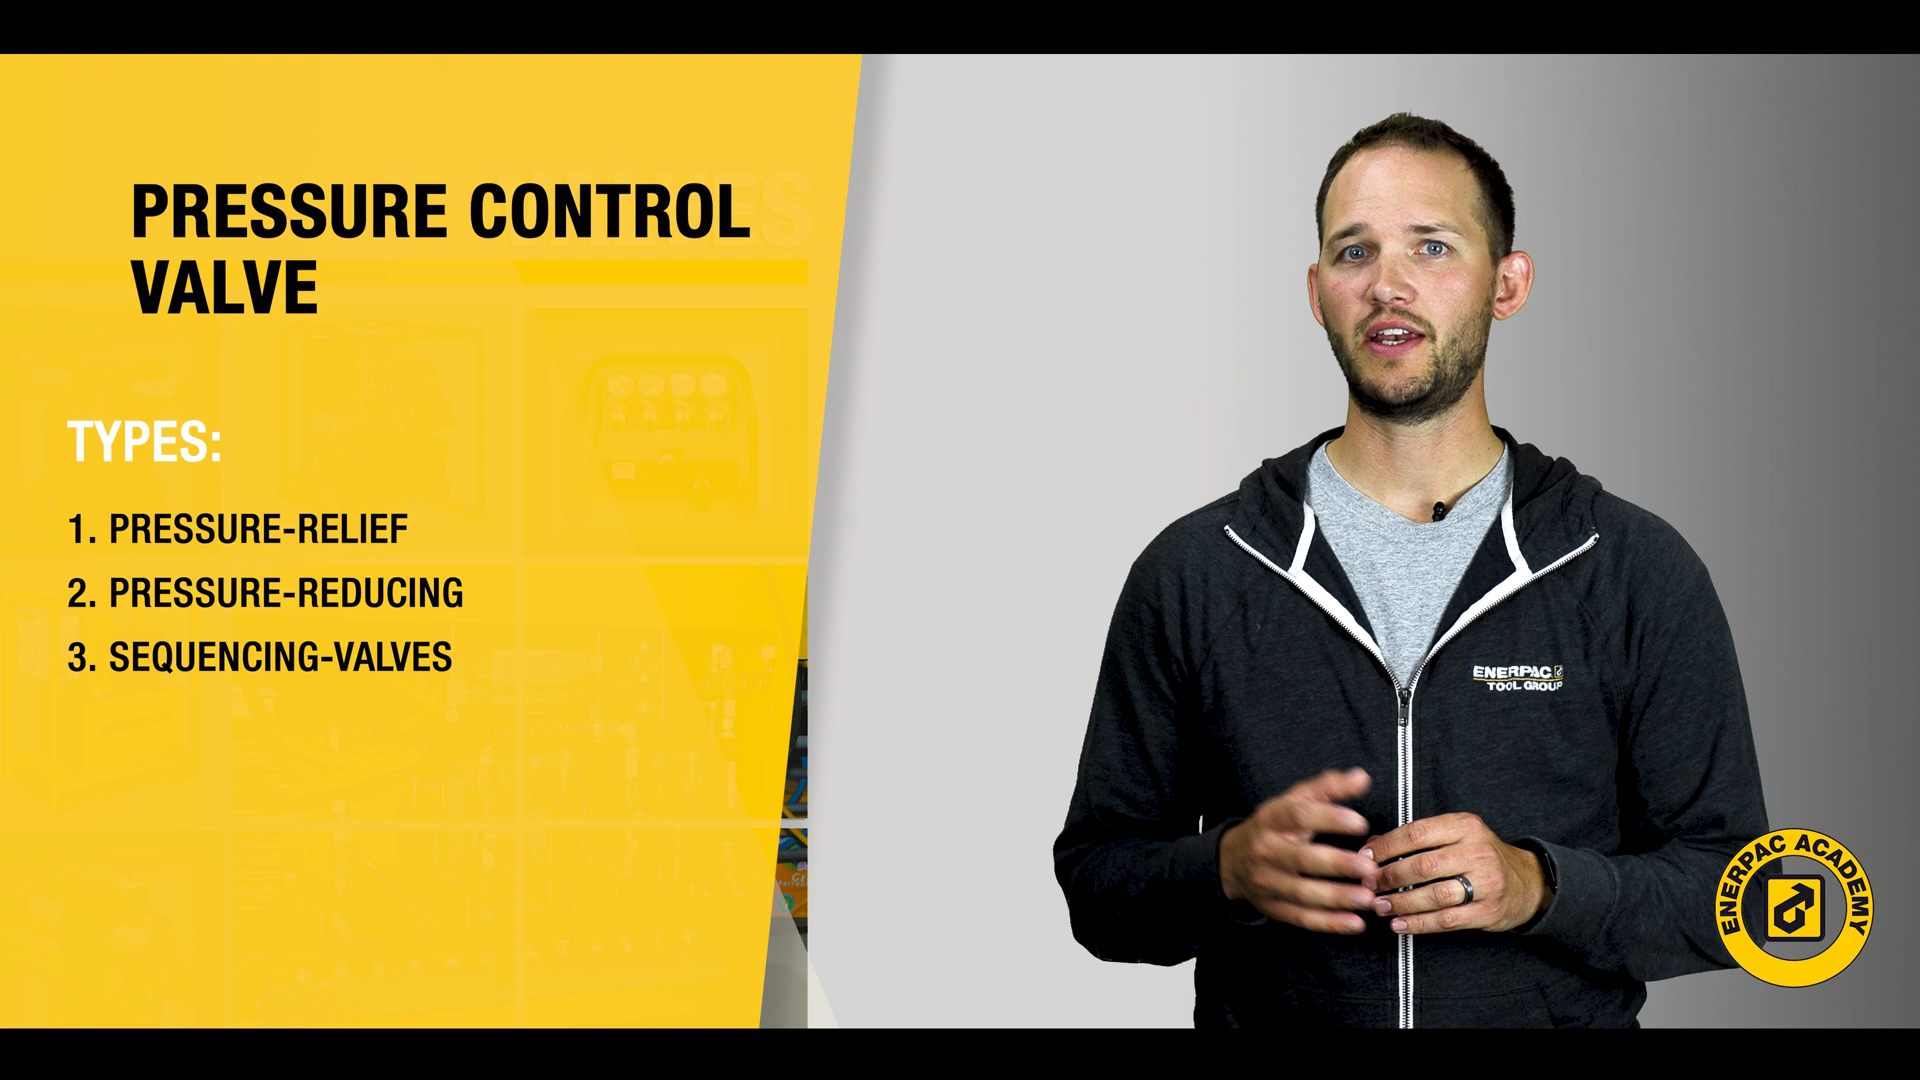 PRESSURE CONTROL
VALVE
TYPES:
1. PRESSURE-RELIEF
2. PRESSURE-REDUCING
3. SEQUENCING-VALVES
ENERPAC
TOOL GROUP
ENERPAC ACADEMY